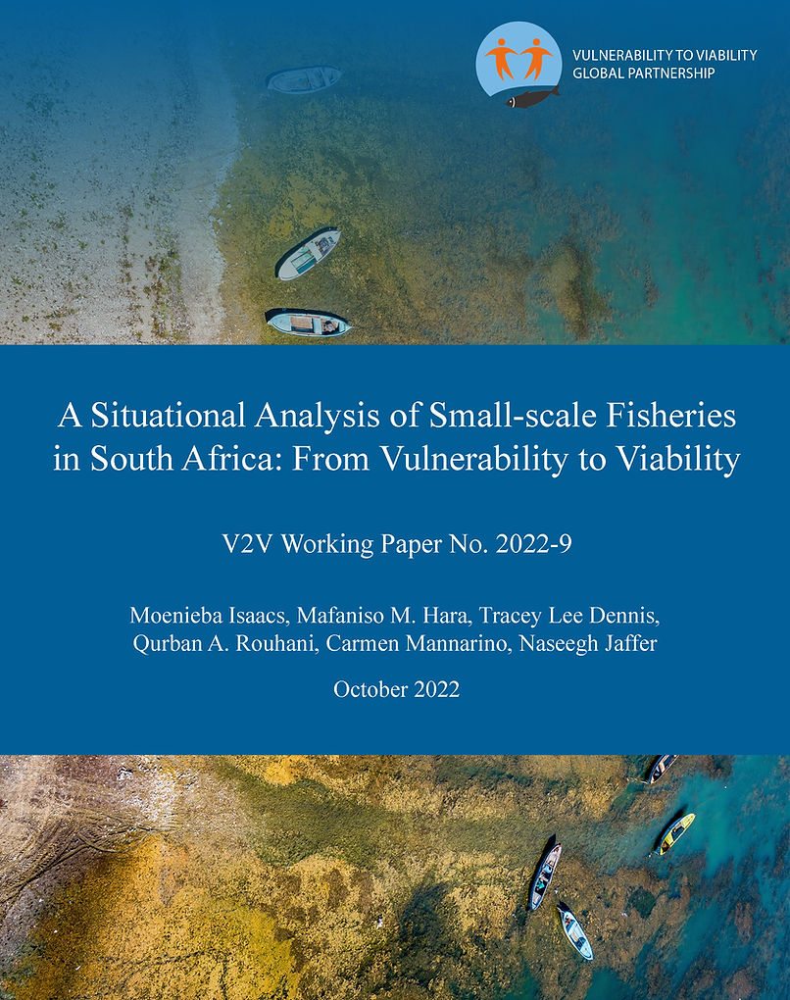 VULNERABILITY TO VIABILITY
GLOBAL PARTNERSHIP
A Situational Analysis of Small-scale Fisheries
in South Africa: From Vulnerability to Viability
V2V Working Paper No. 2022-9
Moenieba Isaacs, Mafaniso M. Hara, Tracey Lee Dennis,
Qurban A. Rouhani, Carmen Mannarino, Naseegh Jaffer
October 2022